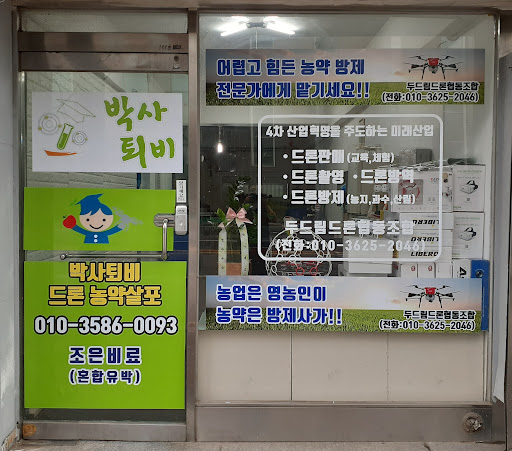 박사
퇴비
박사퇴비
드론 농약살포
010-3586-0093
조은비료
(혼합유박)
어렵고 힘든 농약 방제
전문가에게 맡기세요!!
두드림드론협동조합
(전화:010-3625-2046)
4차 산업혁명을 주도하는 미래산업
·드론판매(교육,체험)
·드론촬영 ·드론방역
·드론방제(농지,과수,산림)
두드림드론협동조합
(전화:010-3625-2046)
LIBERO
농업은 영농인이
농약은 방제사가!!
두드림드론협동조합
(전화:010-3625-2046)